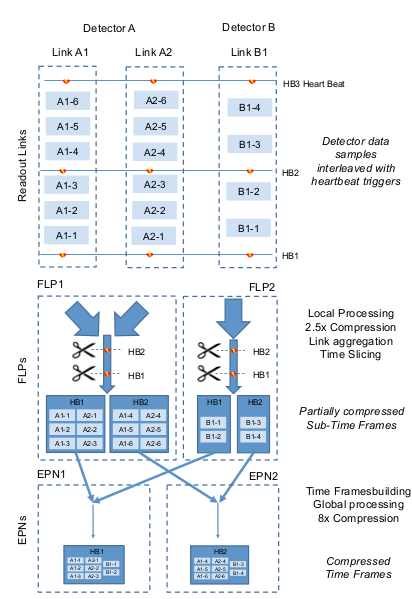 Detector A
Detector B
Link A1
Link A2
Link B1
HB3 Heart Beat
A1-6
A2-6
B1-4
A1-5
A2-5
A1-4
A2-4
B1-3
Readout Links
Detector data
samples
interleaved with
heartbeat triggers
HB2
A1-3
A2-3
B1-2
A1-2
A2-2
A1-1
A2-1
B1-1
HB1
FLP1
FLP2
FLPs
HB2
HB1
HB2
HB1
Local Processing
2.5x Compression
Link aggregation
Time Slicing
HB1
A1-1 A2-1
A1-2 A2-2
A1-3 A2-3
HB2
A1-4 A2-4
A1-5 A2-5
A1-6 A2-6
HB1
B1-1
B1-2
HB2
B1-3
B1-4
Partially compressed
Sub-Time Frames
EPN1
EPN2
EPNs
Time Framesbuilding
Global processing
8x Compression
HB1
A1-1 A2-1
B1-1
A1-2 A2-2
B1-2
A1-3 A2-3
HB2
A1-4 A2-4
B1-3
A1-5 A2-5
B1-4
A1-6 A2-6
Compressed
Time Frames